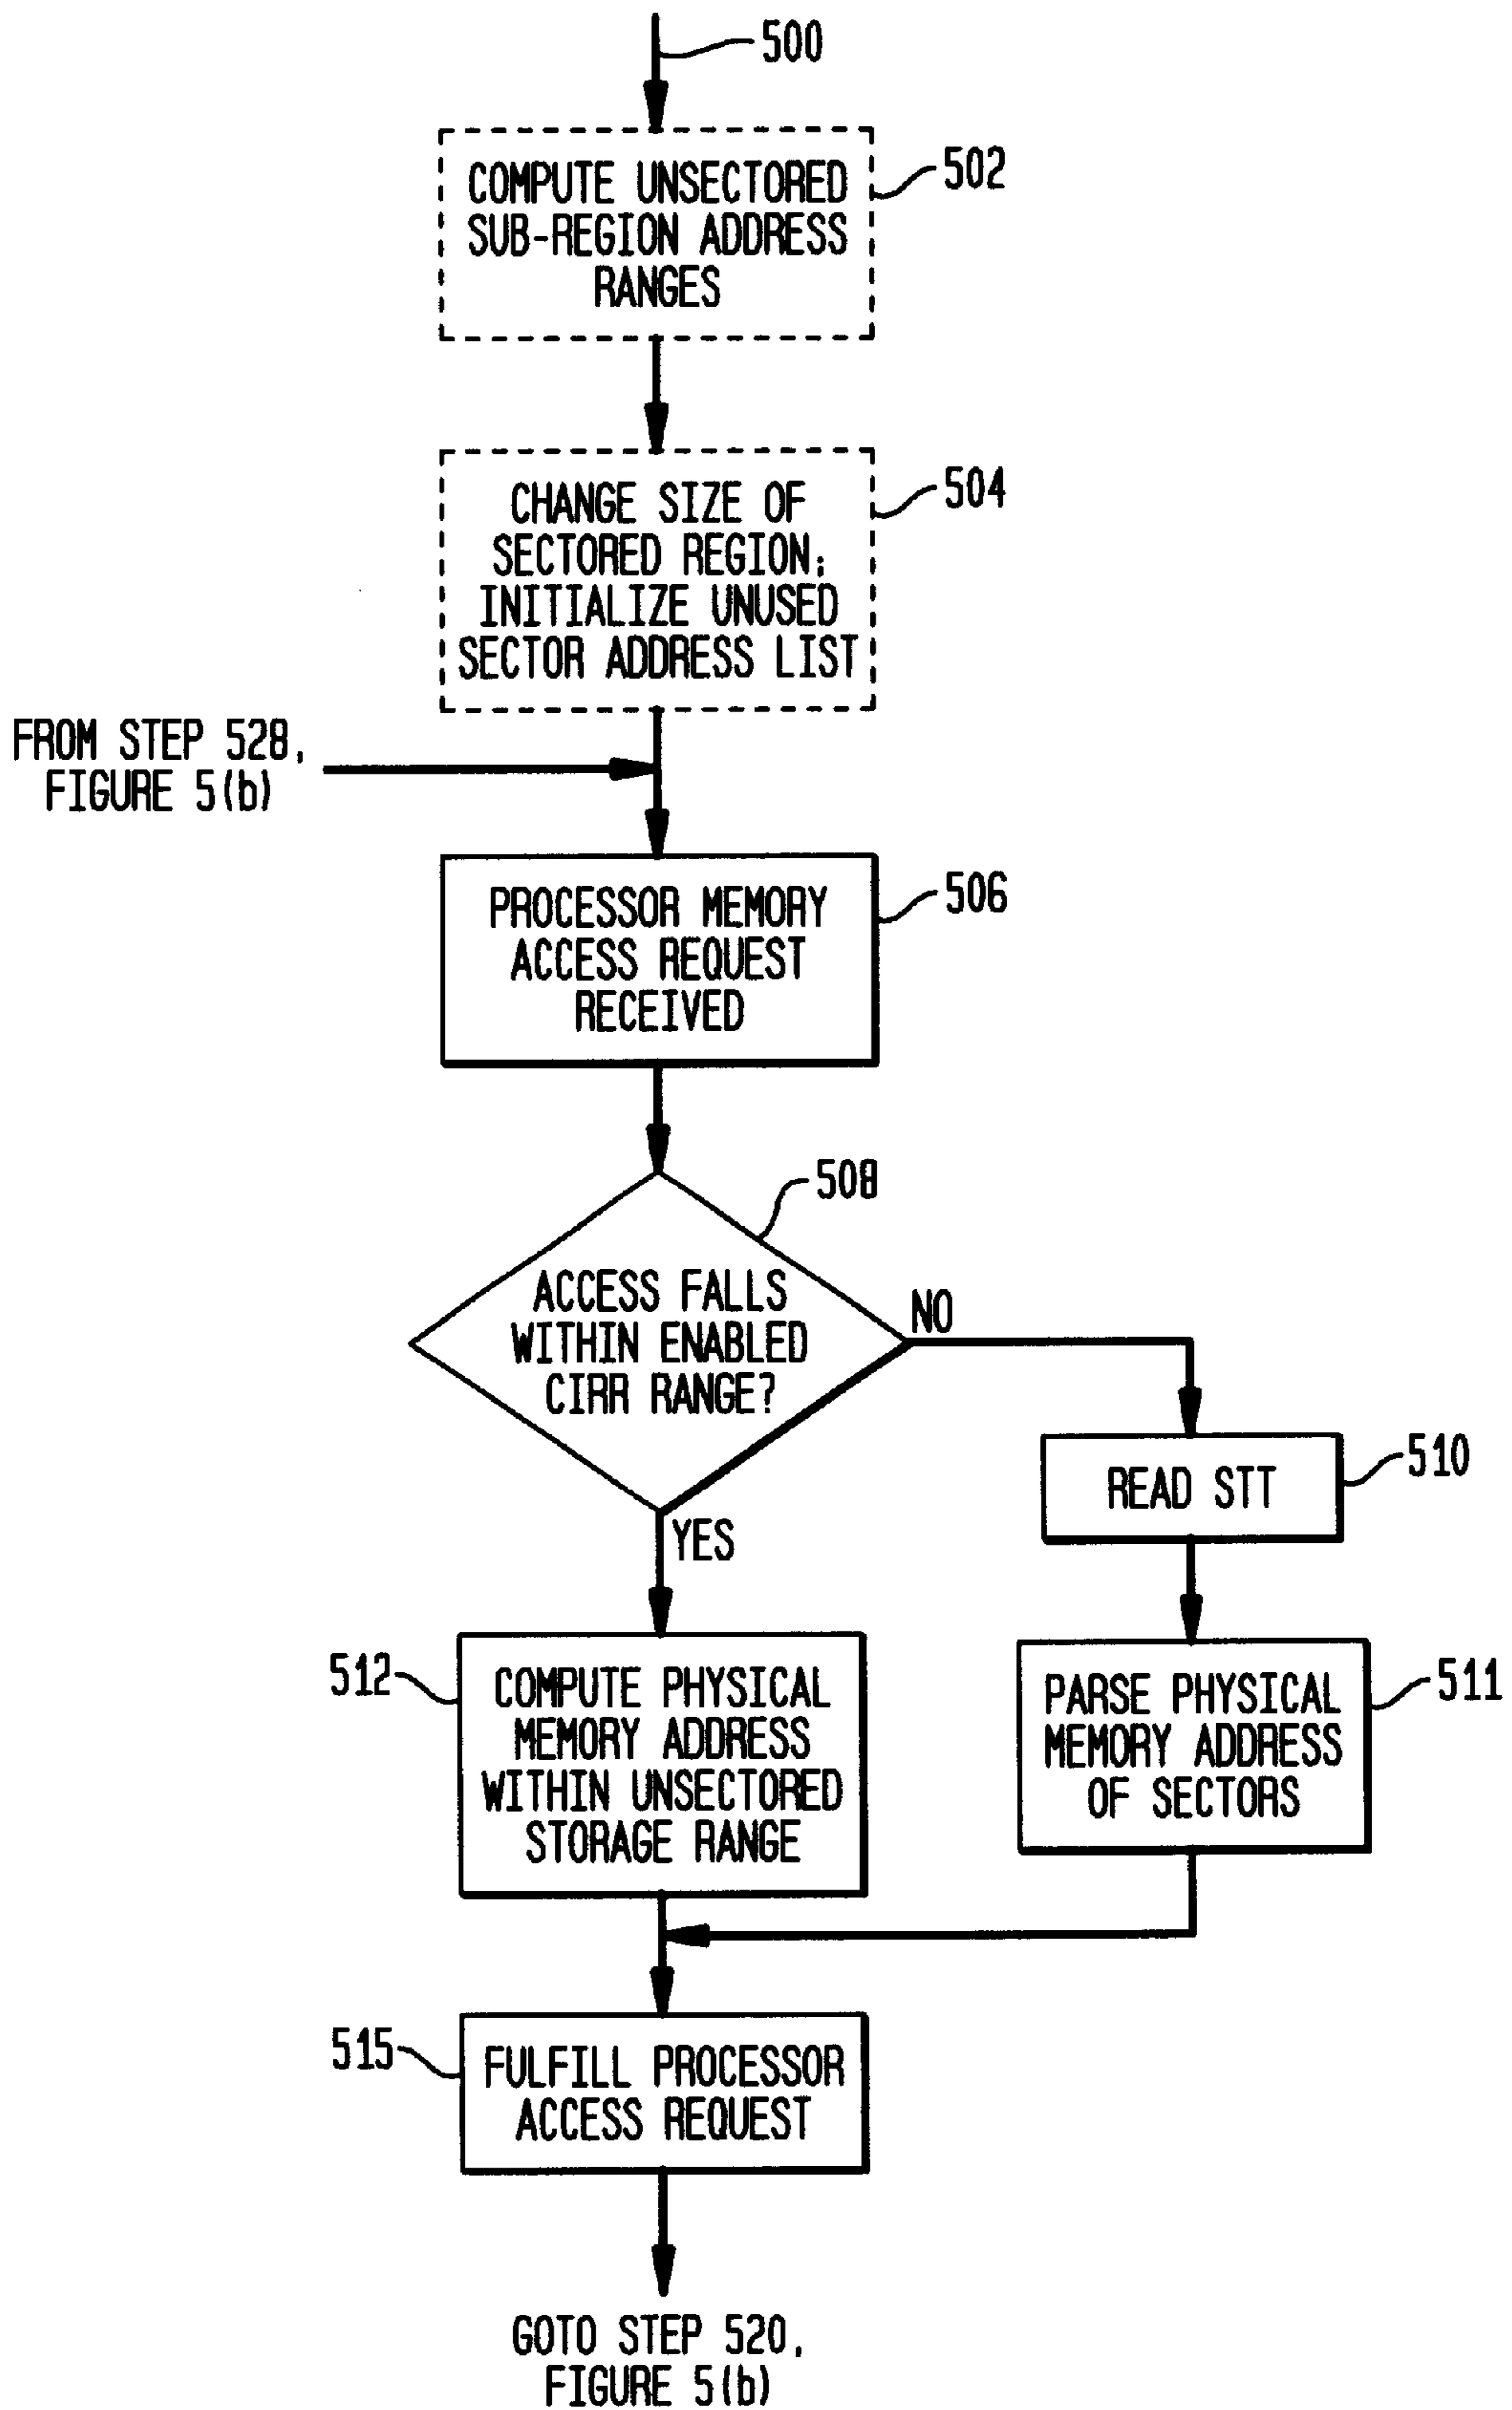 500
COMPUTE UNSECTORED
SUB-REGION ADDRESS
RANGES
502
CHANGE SIZE OF
SECTORED REGION;
INITIALIZE UNUSED
SECTOR ADDRESS LIST
504
FROM STEP 528,
FIGURE 5(b)
PROCESSOR MEMORY
ACCESS REQUEST
RECEIVED
506
508
ACCESS FALLS
WITHIN ENABLED
CIRR RANGE?
NO
YES
READ STT
510
512
COMPUTE PHYSICAL
MEMORY ADDRESS
WITHIN UNSECTORED
STORAGE RANGE
PARSE PHYSICAL
MEMORY ADDRESS
OF SECTORS
511
515
FULFILL PROCESSOR
ACCESS REQUEST
GOTO STEP 520,
FIGURE 5(b)